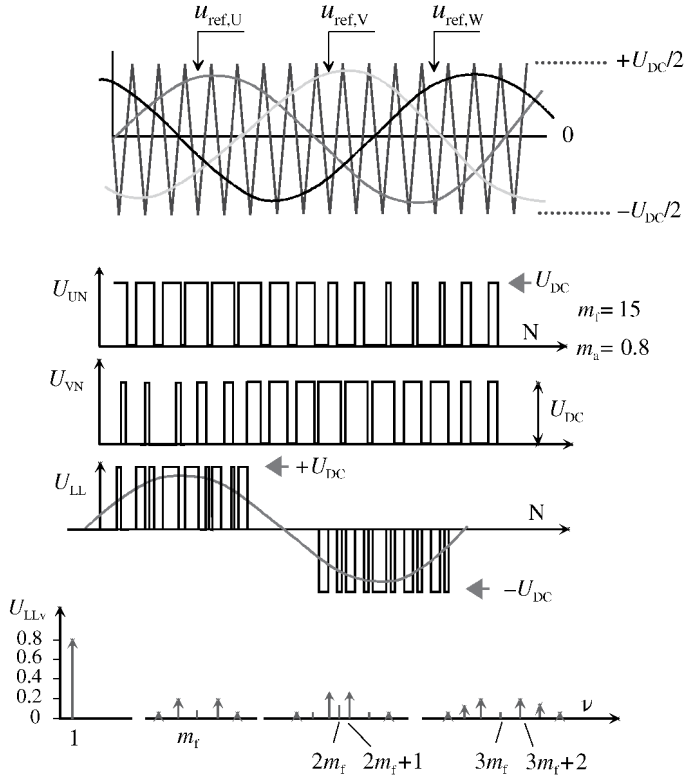 u_ref,U u_ref,V u_ref,W
+U_DC/2
0
−U_DC/2
U_UN
U_DC
N
m_f = 15
m_a = 0.8
U_VN
U_DC
U_LL
+U_DC
N
−U_DC
U_LLν
0.8
0.6
0.4
0.2
0
ν
1 m_f 2m_f 2m_f+1 3m_f 3m_f+2